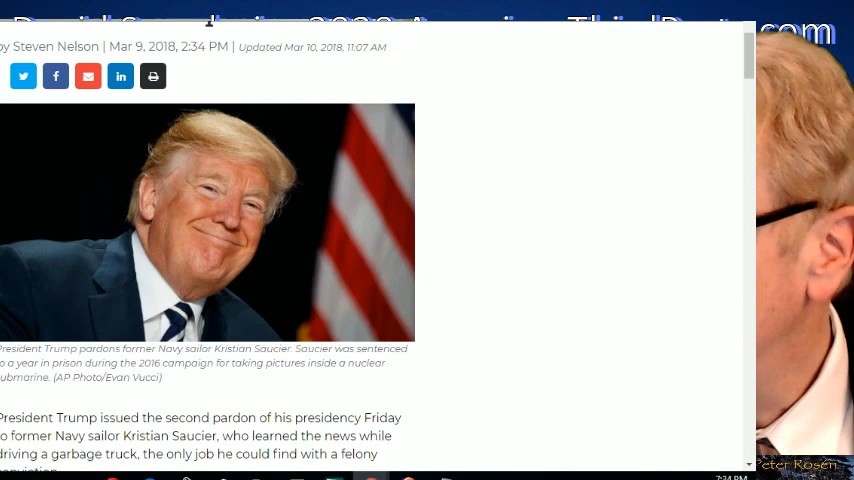 by Steven Nelson | Mar 9, 2018, 2:34 PM | Updated Mar 10, 2018, 11:07 AM
President Trump pardons former Navy sailor Kristian Saucier. Saucier was sentenced
to a year in prison during the 2016 campaign for taking pictures inside a nuclear
submarine. (AP Photo/Evan Vucci)
President Trump issued the second pardon of his presidency Friday
to former Navy sailor Kristian Saucier, who learned the news while
driving a garbage truck, the only job he could find with a felony
conviction.
Peter Rosen
7:34 PM